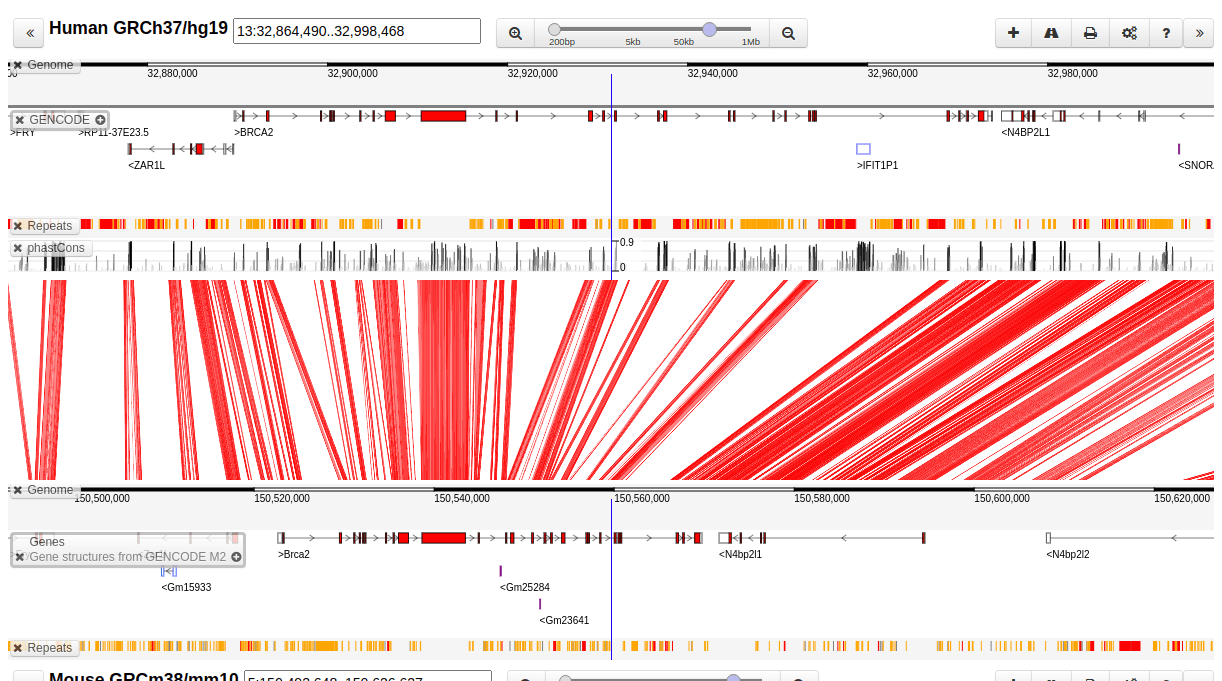 « Human GRCh37/hg19 13:32,864,490..32,998,468 200bp 5kb 50kb 1Mb ? »
Genome 32,880,000 32,900,000 32,920,000 32,940,000 32,960,000 32,980,000
GENCODE
>FRY >RP11-37E23.5 >BRCA2 <N4BP2L1
<ZAR1L >IFIT1P1 <SNOR
Repeats
phastCons 0.9
0
Genome
150,500,000 150,520,000 150,540,000 150,560,000 150,580,000 150,600,000 150,620,000
Genes
Gene structures from GENCODE M2 >Brca2 <N4bp2l1 <N4bp2l2
<Gm15933 <Gm25284
<Gm23641
Repeats
Mouse GRCm38/mm10